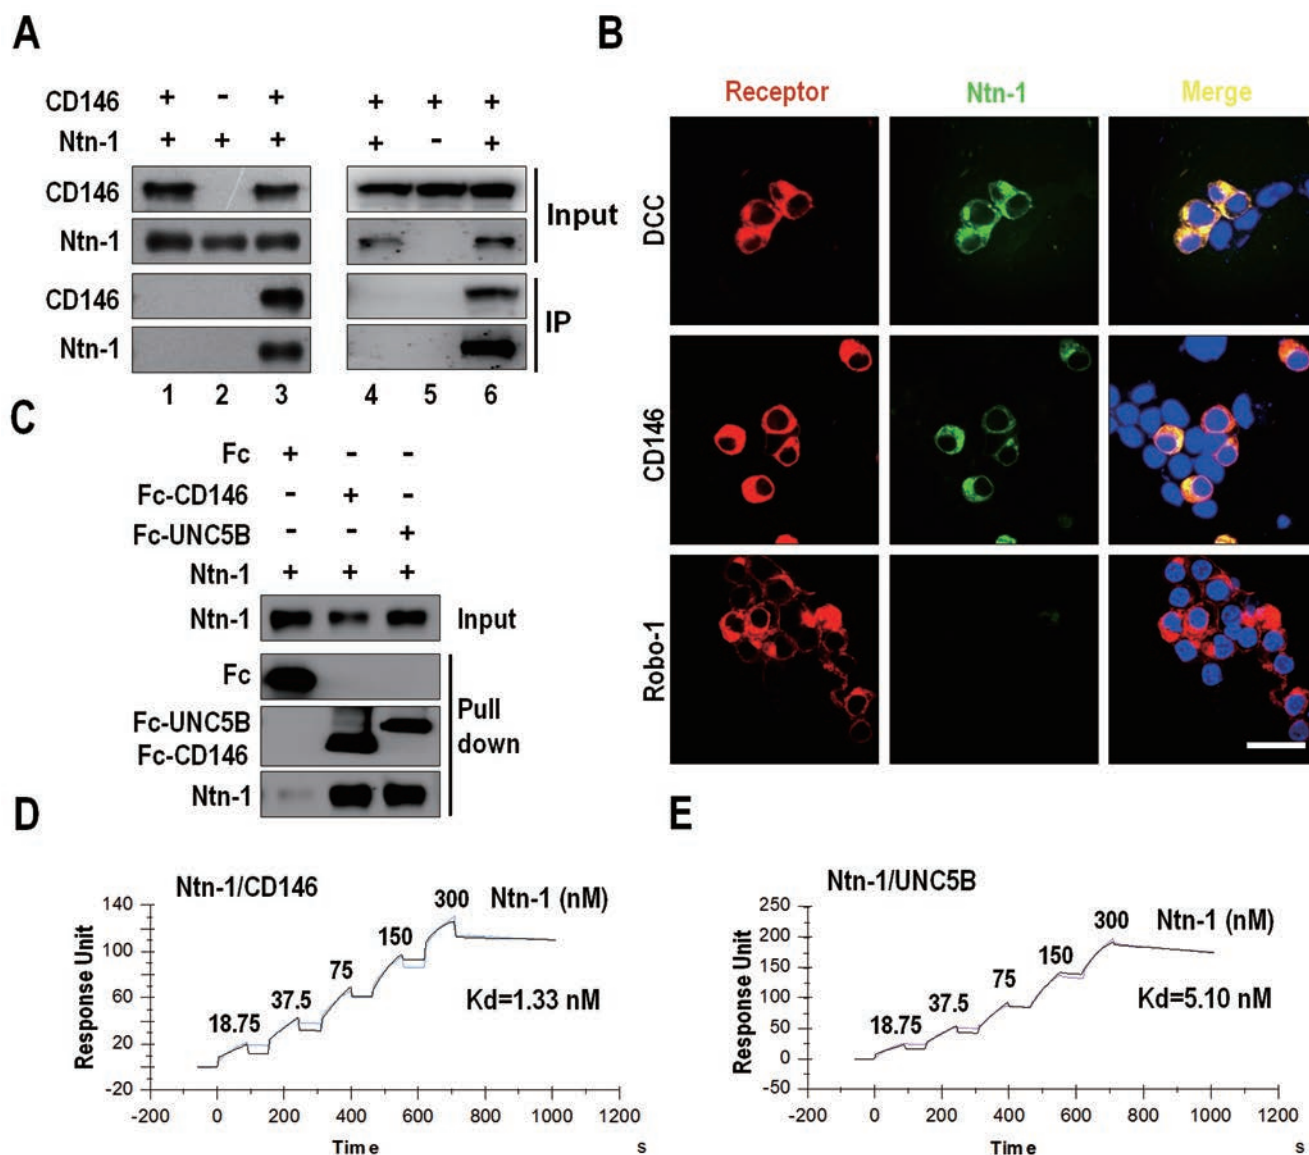 A
CD146 + - + + + +
Ntn-1 + + + + - +
CD146
Ntn-1
Input
CD146
Ntn-1
IP
1 2 3 4 5 6
B
Receptor Ntn-1 Merge
DCC
CD146
Robo-1
C
Fc + - -
Fc-CD146 - + -
Fc-UNC5B - - +
Ntn-1 + + +
Ntn-1 Input
Fc
Fc-UNC5B
Fc-CD146
Ntn-1
Pull
down
D
Ntn-1/CD146
Ntn-1 (nM)
Kd=1.33 nM
18.75 37.5 75 150 300
Response Unit
140
100
60
20
-20
-200 0 200 400 600 800 1000 1200
Time s
E
Ntn-1/UNC5B
Ntn-1 (nM)
Kd=5.10 nM
18.75 37.5 75 150 300
Response Unit
250
200
150
100
50
0
-50
-200 0 200 400 600 800 1000 1200
Time s